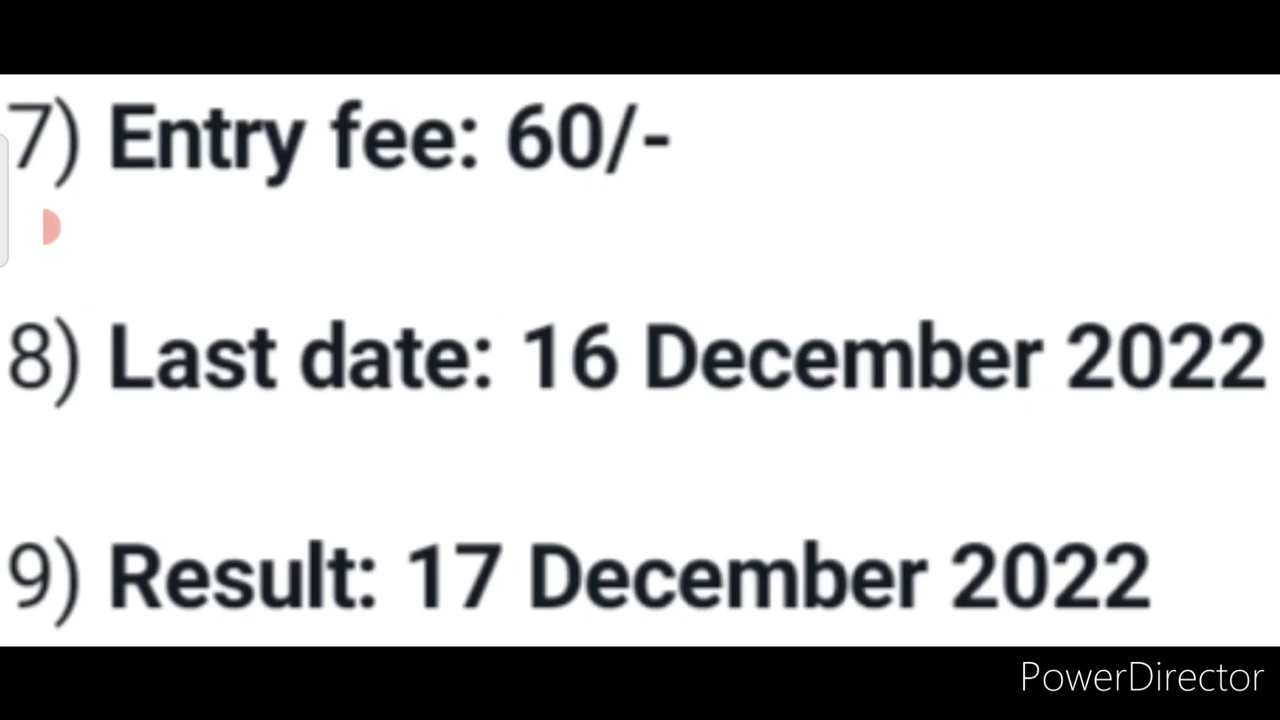 7) Entry fee: 60/-
8) Last date: 16 December 2022
9) Result: 17 December 2022
PowerDirector